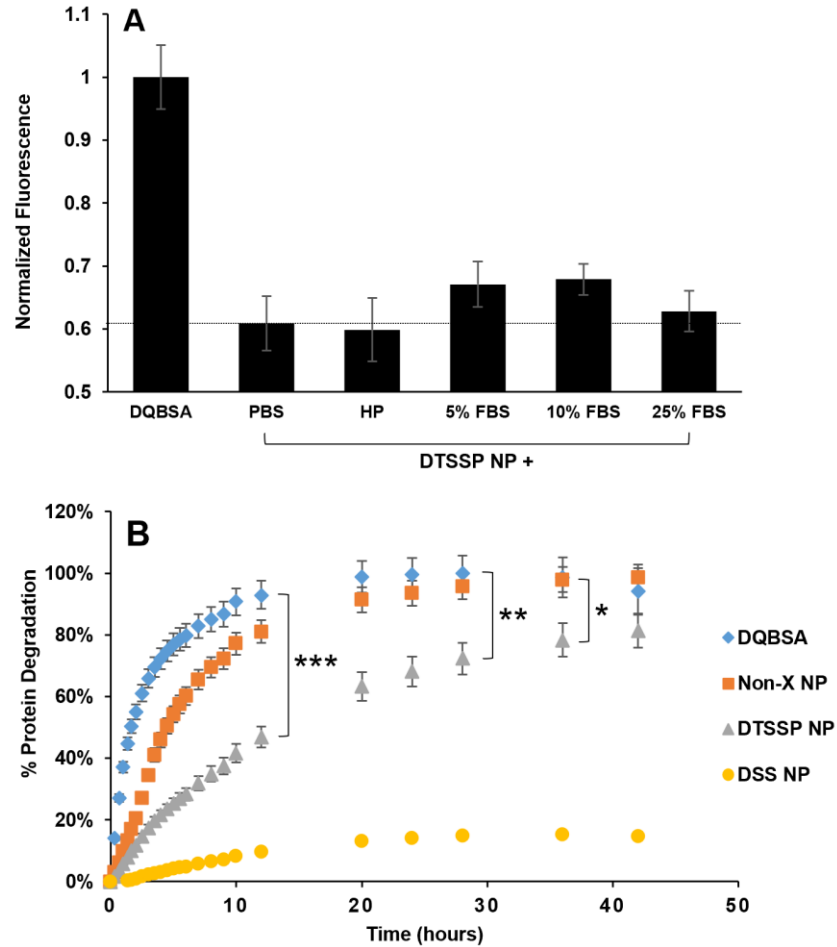 A
Normalized Fluorescence
1
0.9
0.8
0.7
0.6
0.5
DQBSA PBS HP 5% FBS 10% FBS 25% FBS
DTSSP NP +
B
% Protein Degradation
120%
100%
80%
60%
40%
20%
0%
***
**
*
DQBSA
Non-X NP
DTSSP NP
DSS NP
0 10 20 30 40 50
Time (hours)